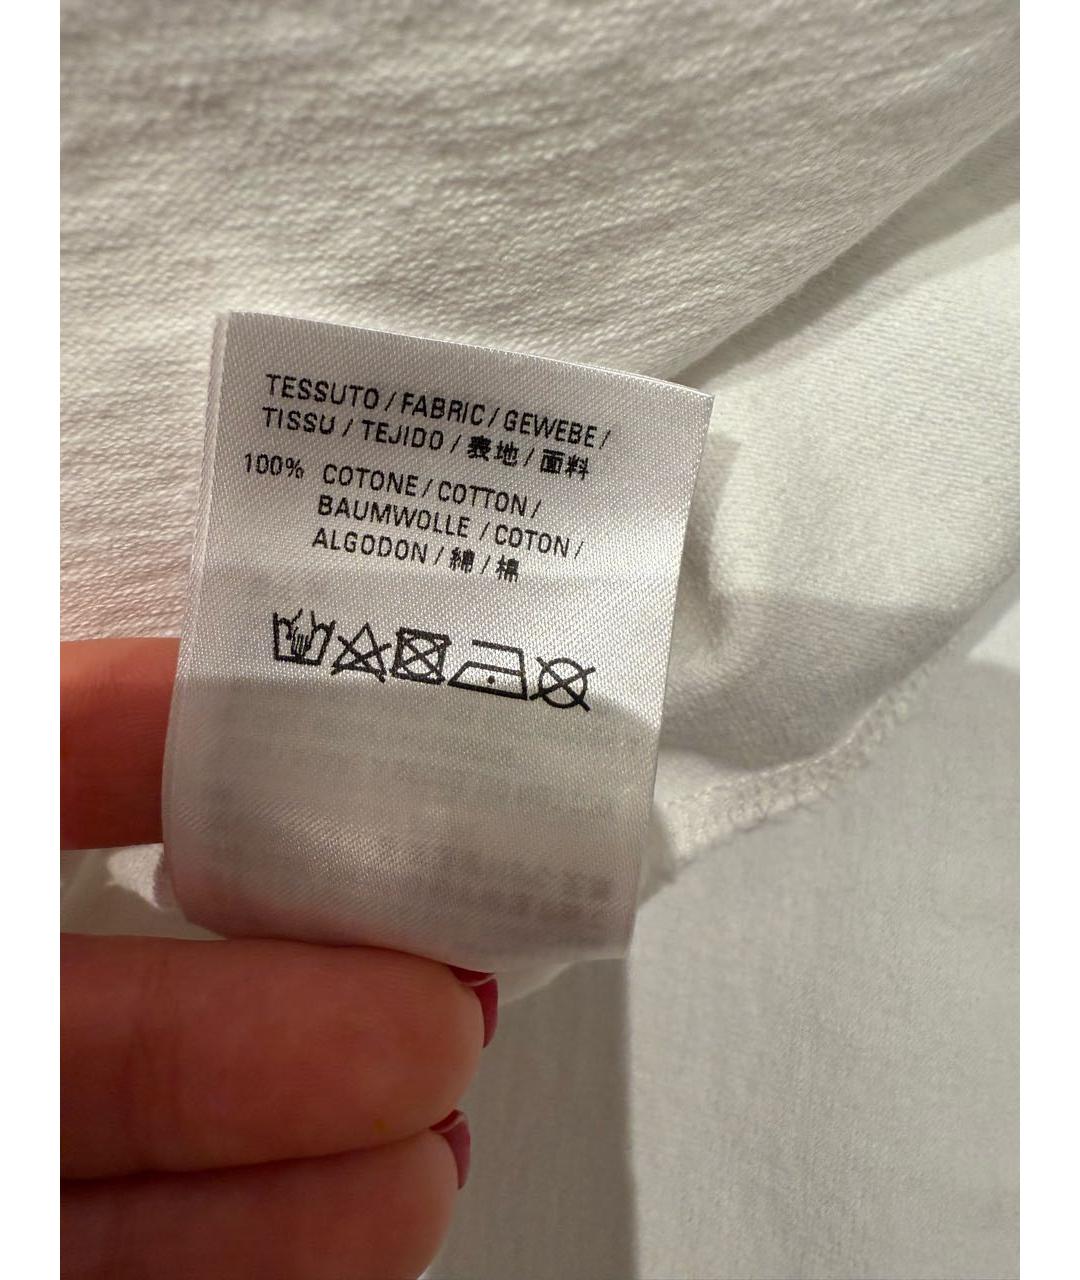 TESSUTO / FABRIC / GEWEBE /
TISSU / TEJIDO / 表地 / 面料
100% COTONE / COTTON /
BAUMWOLLE / COTON /
ALGODON / 綿 / 棉